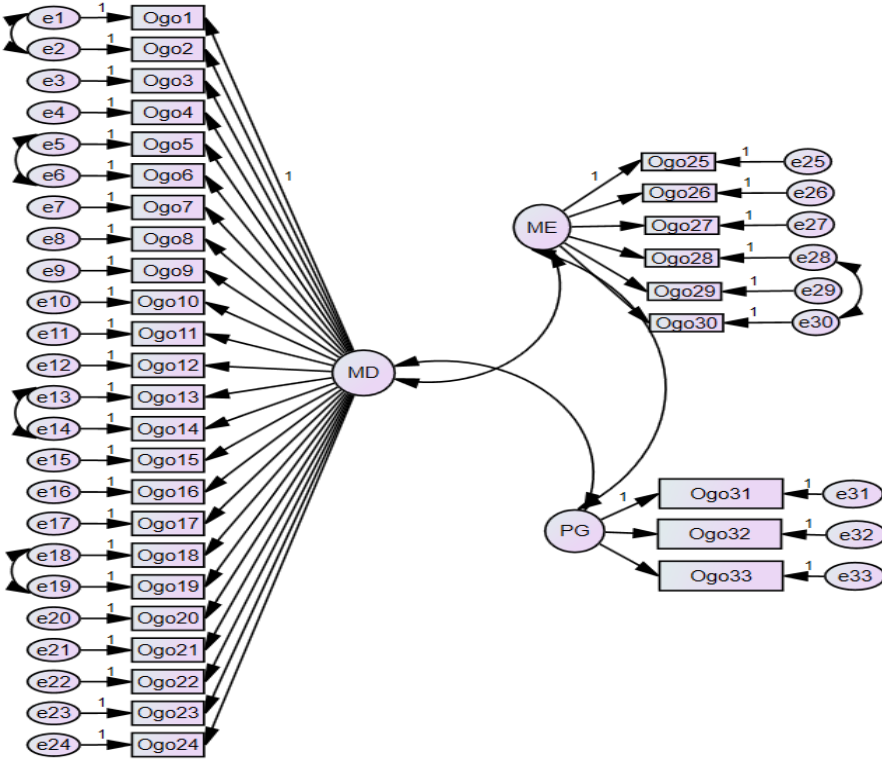 e1 1 Ogo1
e2 1 Ogo2
e3 1 Ogo3
e4 1 Ogo4
e5 1 Ogo5
e6 1 Ogo6
1
e7 1 Ogo7
e8 1 Ogo8
e9 1 Ogo9
e10 1 Ogo10
e11 1 Ogo11
e12 1 Ogo12
e13 1 Ogo13
e14 1 Ogo14
e15 1 Ogo15
e16 1 Ogo16
e17 1 Ogo17
e18 1 Ogo18
e19 1 Ogo19
e20 1 Ogo20
e21 1 Ogo21
e22 1 Ogo22
e23 1 Ogo23
e24 1 Ogo24
MD
ME
1 Ogo25 1 e25
Ogo26 1 e26
Ogo27 1 e27
Ogo28 1 e28
Ogo29 1 e29
Ogo30 1 e30
PG
1 Ogo31 1 e31
Ogo32 1 e32
Ogo33 1 e33